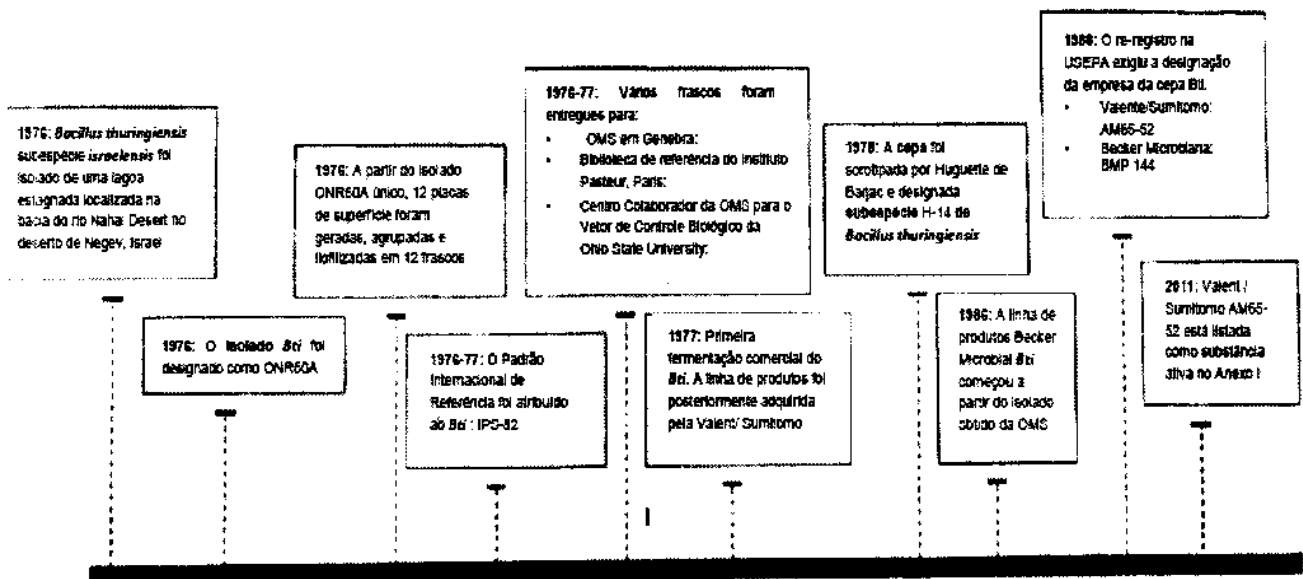 1976: Bacillus thuringiensis
subespécie israelensis foi
isolado de uma lagoa
estagnada localizada na
bacia do rio Nahal Desert no
deserto de Negev, Israel
1976: O isolado Bti foi
designado como ONR60A
1976: A partir do isolado
ONR60A único, 12 placas
de superfície foram
geradas, agrupadas e
liofilizadas em 12 frascos
1976-77: O Padrão
Internacional de
Referência foi atribuído
ao Bti : IPS-82
1976-77: Vários frascos foram
entregues para:
• OMS em Genebra;
• Biblioteca de referência do Instituto
Pasteur, Paris;
• Centro Colaborador da OMS para o
Vetor de Controle Biológico da
Ohio State University;
1977: Primeira
fermentação comercial do
Bti. A linha de produtos foi
posteriormente adquirida
pela Valent/ Sumitomo
1978: A cepa foi
sorotipada por Huguette de
Barjac e designada
subespécie H-14 de
Bacillus thuringiensis
1986: A linha de
produtos Becker
Microbial Bti
começou a
partir do isolado
obtido da OMS
O re-registro na
USEPA exigiu a designação
da empresa da cepa Bti.
• Valente/Sumitomo:
AM65-52
• Becker Microbiana:
BMP 144
2011: Valent /
Sumitomo AM65-
52 está listada
como substância
ativa no Anexo I